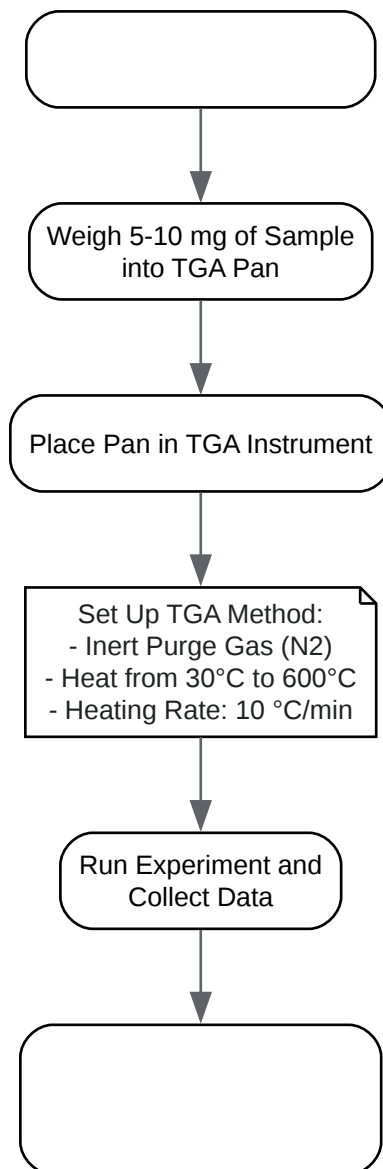 Weigh 5-10 mg of Sample
into TGA Pan
Place Pan in TGA Instrument
Set Up TGA Method:
- Inert Purge Gas (N2)
- Heat from 30°C to 600°C
- Heating Rate: 10 °C/min
Run Experiment and
Collect Data